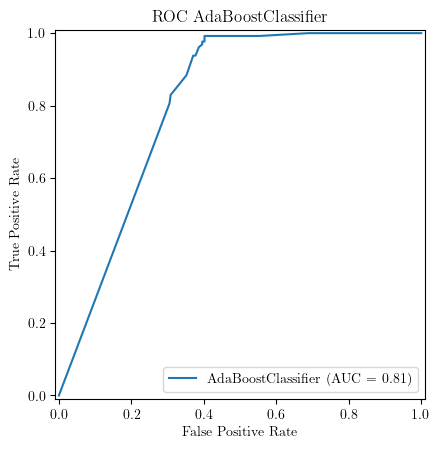 ROC AdaBoostClassifier
1.0
0.8
0.6
0.4
0.2
0.0
True Positive Rate
AdaBoostClassifier (AUC = 0.81)
0.0 0.2 0.4 0.6 0.8 1.0
False Positive Rate